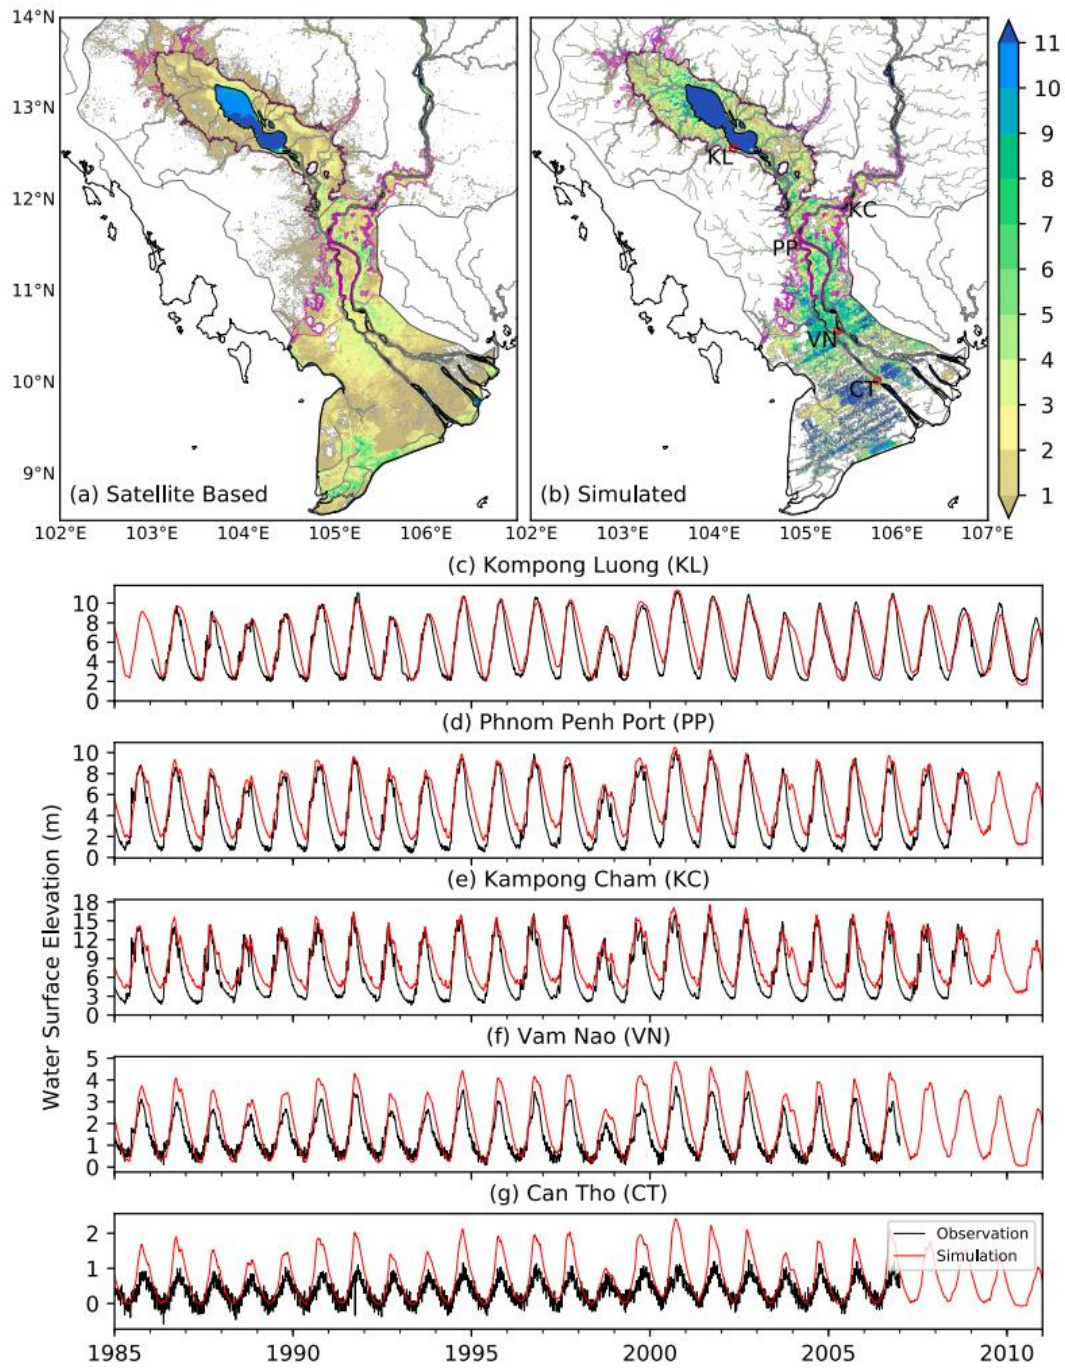 14°N
13°N
12°N
11°N
10°N
9°N
KL
KC
PP
VN
CT
(a) Satellite Based
(b) Simulated
102°E 103°E 104°E 105°E 106°E 102°E 103°E 104°E 105°E 106°E 107°E
11
10
9
8
7
6
5
4
3
2
1
(c) Kompong Luong (KL)
10
8
6
4
2
0
(d) Phnom Penh Port (PP)
10
8
6
4
2
0
(e) Kampong Cham (KC)
18
15
12
9
6
3
0
(f) Vam Nao (VN)
5
4
3
2
1
0
(g) Can Tho (CT)
2
1
0
Observation
Simulation
Water Surface Elevation (m)
1985 1990 1995 2000 2005 2010